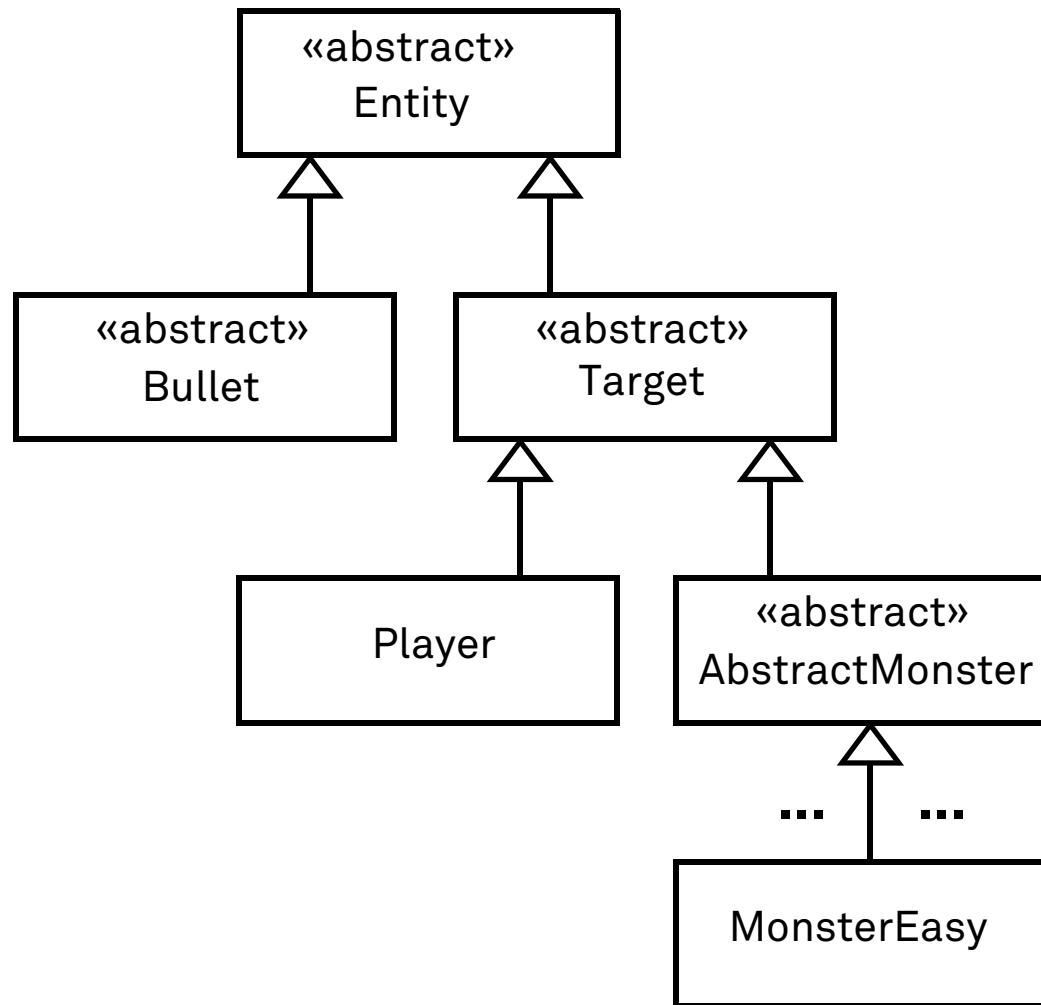 «abstract»
Entity
«abstract»
Bullet
«abstract»
Target
Player
«abstract»
AbstractMonster
... ...
MonsterEasy